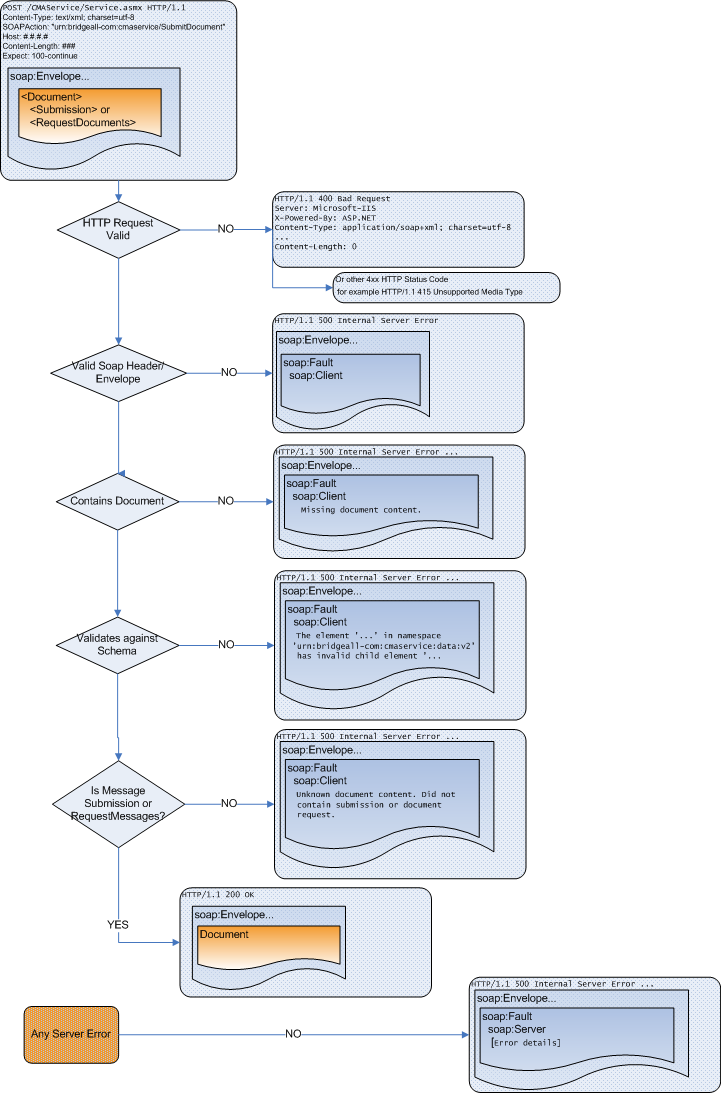 POST /CMAService/Service.asmx HTTP/1.1
Content-Type: text/xml; charset=utf-8
SOAPAction: "urn:bridgeall-com:cmaservice/SubmitDocument"
Host: #.#.#.#
Content-Length: ###
Expect: 100-continue
soap:Envelope...
<Document>
<Submission> or
<RequestDocuments>
HTTP Request
Valid
NO
HTTP/1.1 400 Bad Request
Server: Microsoft-IIS
X-Powered-By: ASP.NET
Content-Type: application/soap+xml; charset=utf-8
...
Content-Length: 0
Or other 4xx HTTP Status Code
for example HTTP/1.1 415 Unsupported Media Type
Valid Soap Header/
Envelope
NO
HTTP/1.1 500 Internal Server Error
soap:Envelope...
soap:Fault
soap:Client
Contains Document
NO
HTTP/1.1 500 Internal Server Error ...
soap:Envelope...
soap:Fault
soap:Client
Missing document content.
Validates against
Schema
NO
HTTP/1.1 500 Internal Server Error ...
soap:Envelope...
soap:Fault
soap:Client
The element '...' in namespace
'urn:bridgeall-com:cmaservice:data:v2'
has invalid child element '...
Is Message
Submission or
RequestMessages?
NO
HTTP/1.1 500 Internal Server Error ...
soap:Envelope...
soap:Fault
soap:Client
Unknown document content. Did not
contain submission or document
request.
YES
HTTP/1.1 200 OK
soap:Envelope...
Document
Any Server Error
NO
HTTP/1.1 500 Internal Server Error ...
soap:Envelope...
soap:Fault
soap:Server
[Error details]